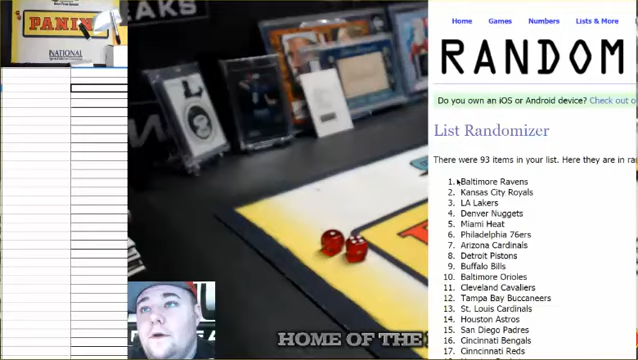 PANINI
NATIONAL
EAKS
Home Games Numbers Lists & More
RANDOM
Do you own an iOS or Android device? Check out
List Randomizer
There were 93 items in your list. Here they are in
1. Baltimore Ravens
2. Kansas City Royals
3. LA Lakers
4. Denver Nuggets
5. Miami Heat
6. Philadelphia 76ers
7. Arizona Cardinals
8. Detroit Pistons
9. Buffalo Bills
10. Baltimore Orioles
11. Cleveland Cavaliers
12. Tampa Bay Buccaneers
13. St. Louis Cardinals
14. Houston Astros
15. San Diego Padres
16. Cincinnati Bengals
17. Cinncinnati Reds
HOME OF THE